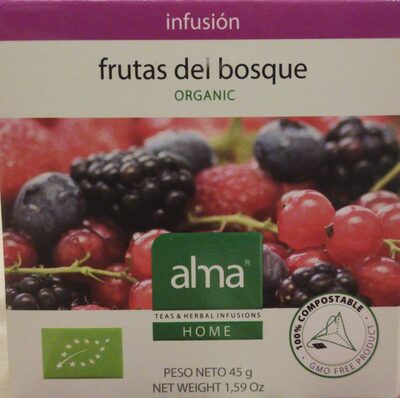 infusión
frutas del bosque
ORGANIC
alma®
TEAS & HERBAL INFUSIONS
HOME
100% COMPOSTABLE
GMO FREE PRODUCT
PESO NETO 45 g
NET WEIGHT 1,59 Oz